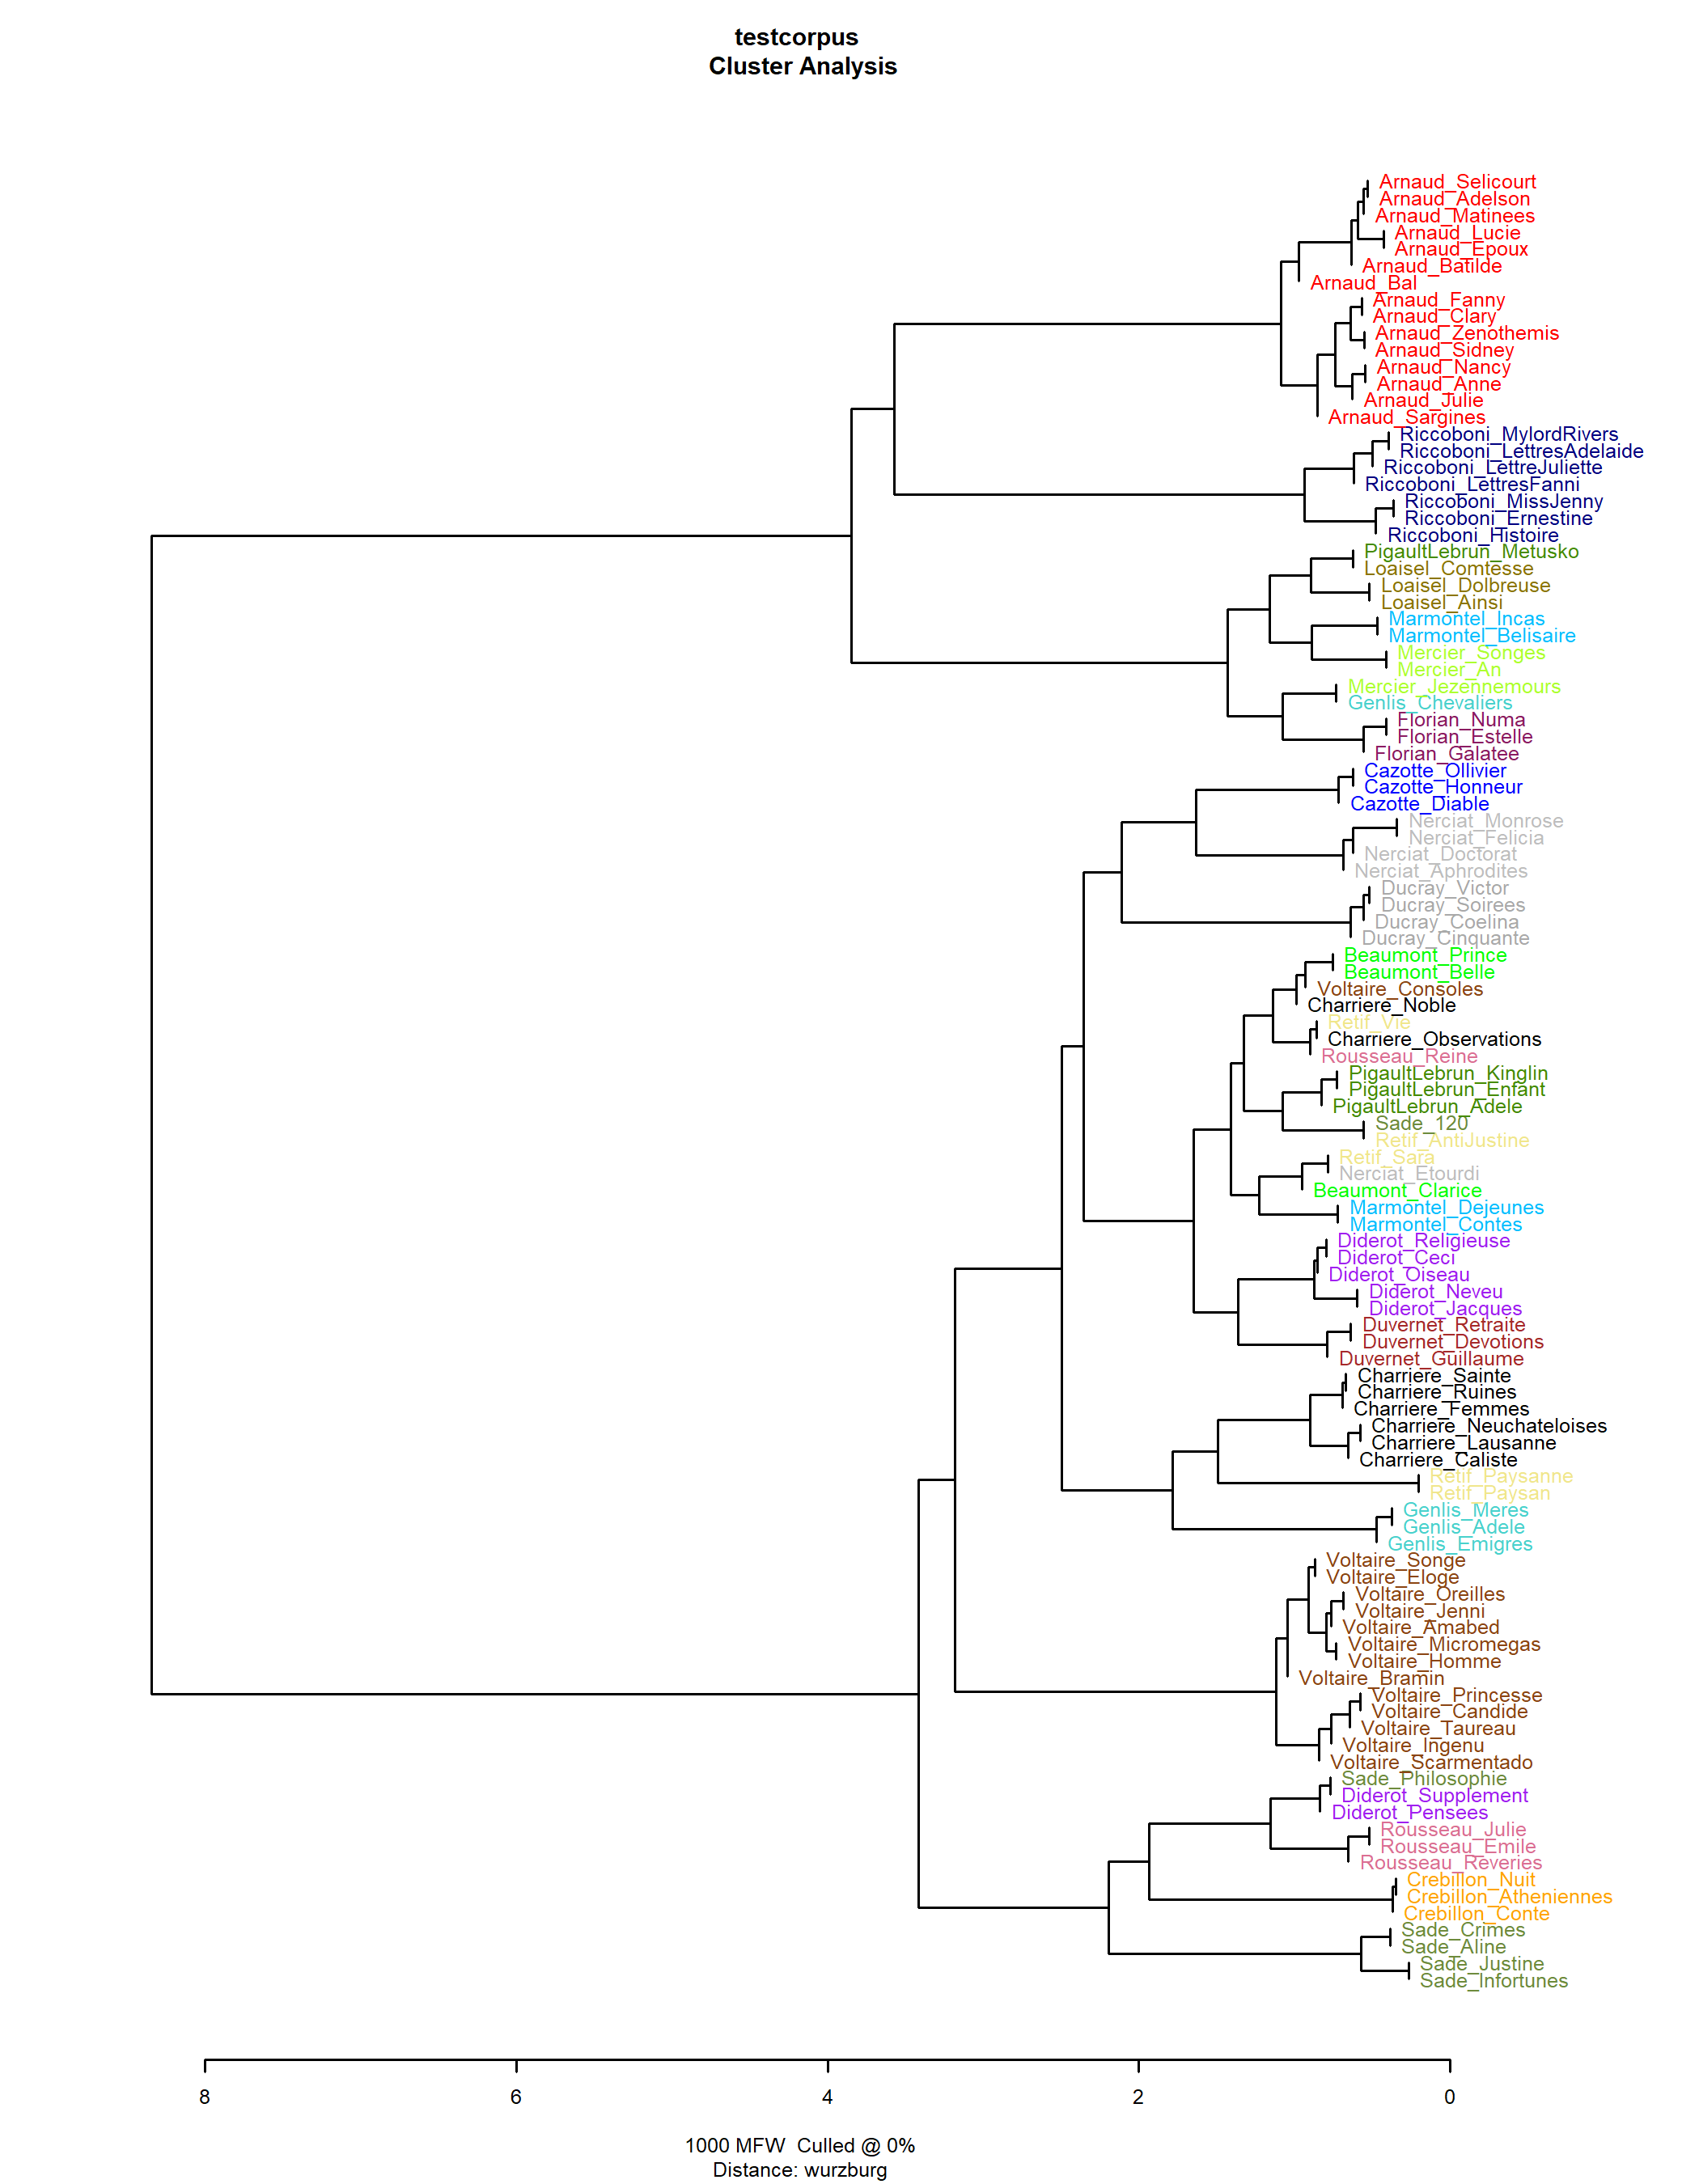 testcorpus
Cluster Analysis
Arnaud_Selicourt
Arnaud_Adelson
Arnaud_Matinees
Arnaud_Lucie
Arnaud_Epoux
Arnaud_Batilde
Arnaud_Bal
Arnaud_Fanny
Arnaud_Clary
Arnaud_Zenothemis
Arnaud_Sidney
Arnaud_Nancy
Arnaud_Anne
Arnaud_Julie
Arnaud_Sargines
Riccoboni_MylordRivers
Riccoboni_LettresAdelaide
Riccoboni_LettreJuliette
Riccoboni_LettresFanni
Riccoboni_MissJenny
Riccoboni_Ernestine
Riccoboni_Histoire
PigaultLebrun_Metusko
Loaisel_Comtesse
Loaisel_Dolbreuse
Loaisel_Ainsi
Marmontel_Incas
Marmontel_Belisaire
Mercier_Songes
Mercier_An
Mercier_Jezennemours
Genlis_Chevaliers
Florian_Numa
Florian_Estelle
Florian_Galatee
Cazotte_Ollivier
Cazotte_Honneur
Cazotte_Diable
Nerciat_Monrose
Nerciat_Felicia
Nerciat_Doctorat
Nerciat_Aphrodites
Ducray_Victor
Ducray_Soirees
Ducray_Coelina
Ducray_Cinquante
Beaumont_Prince
Beaumont_Belle
Voltaire_Consoles
Charriere_Noble
Retif_Vie
Charriere_Observations
Rousseau_Reine
PigaultLebrun_Kinglin
PigaultLebrun_Enfant
PigaultLebrun_Adele
Sade_120
Retif_AntiJustine
Retif_Sara
Nerciat_Etourdi
Beaumont_Clarice
Marmontel_Dejeunes
Marmontel_Contes
Diderot_Religieuse
Diderot_Ceci
Diderot_Oiseau
Diderot_Neveu
Diderot_Jacques
Duvernet_Retraite
Duvernet_Devotions
Duvernet_Guillaume
Charriere_Sainte
Charriere_Ruines
Charriere_Femmes
Charriere_Neuchateloises
Charriere_Lausanne
Charriere_Caliste
Retif_Paysanne
Retif_Paysan
Genlis_Meres
Genlis_Adele
Genlis_Emigres
Voltaire_Songe
Voltaire_Eloge
Voltaire_Oreilles
Voltaire_Jenni
Voltaire_Amabed
Voltaire_Micromegas
Voltaire_Homme
Voltaire_Bramin
Voltaire_Princesse
Voltaire_Candide
Voltaire_Taureau
Voltaire_Ingenu
Voltaire_Scarmentado
Sade_Philosophie
Diderot_Supplement
Diderot_Pensees
Rousseau_Julie
Rousseau_Emile
Rousseau_Reveries
Crebillon_Nuit
Crebillon_Atheniennes
Crebillon_Conte
Sade_Crimes
Sade_Aline
Sade_Justine
Sade_Infortunes
8 6 4 2 0
1000 MFW Culled @ 0%
Distance: wurzburg